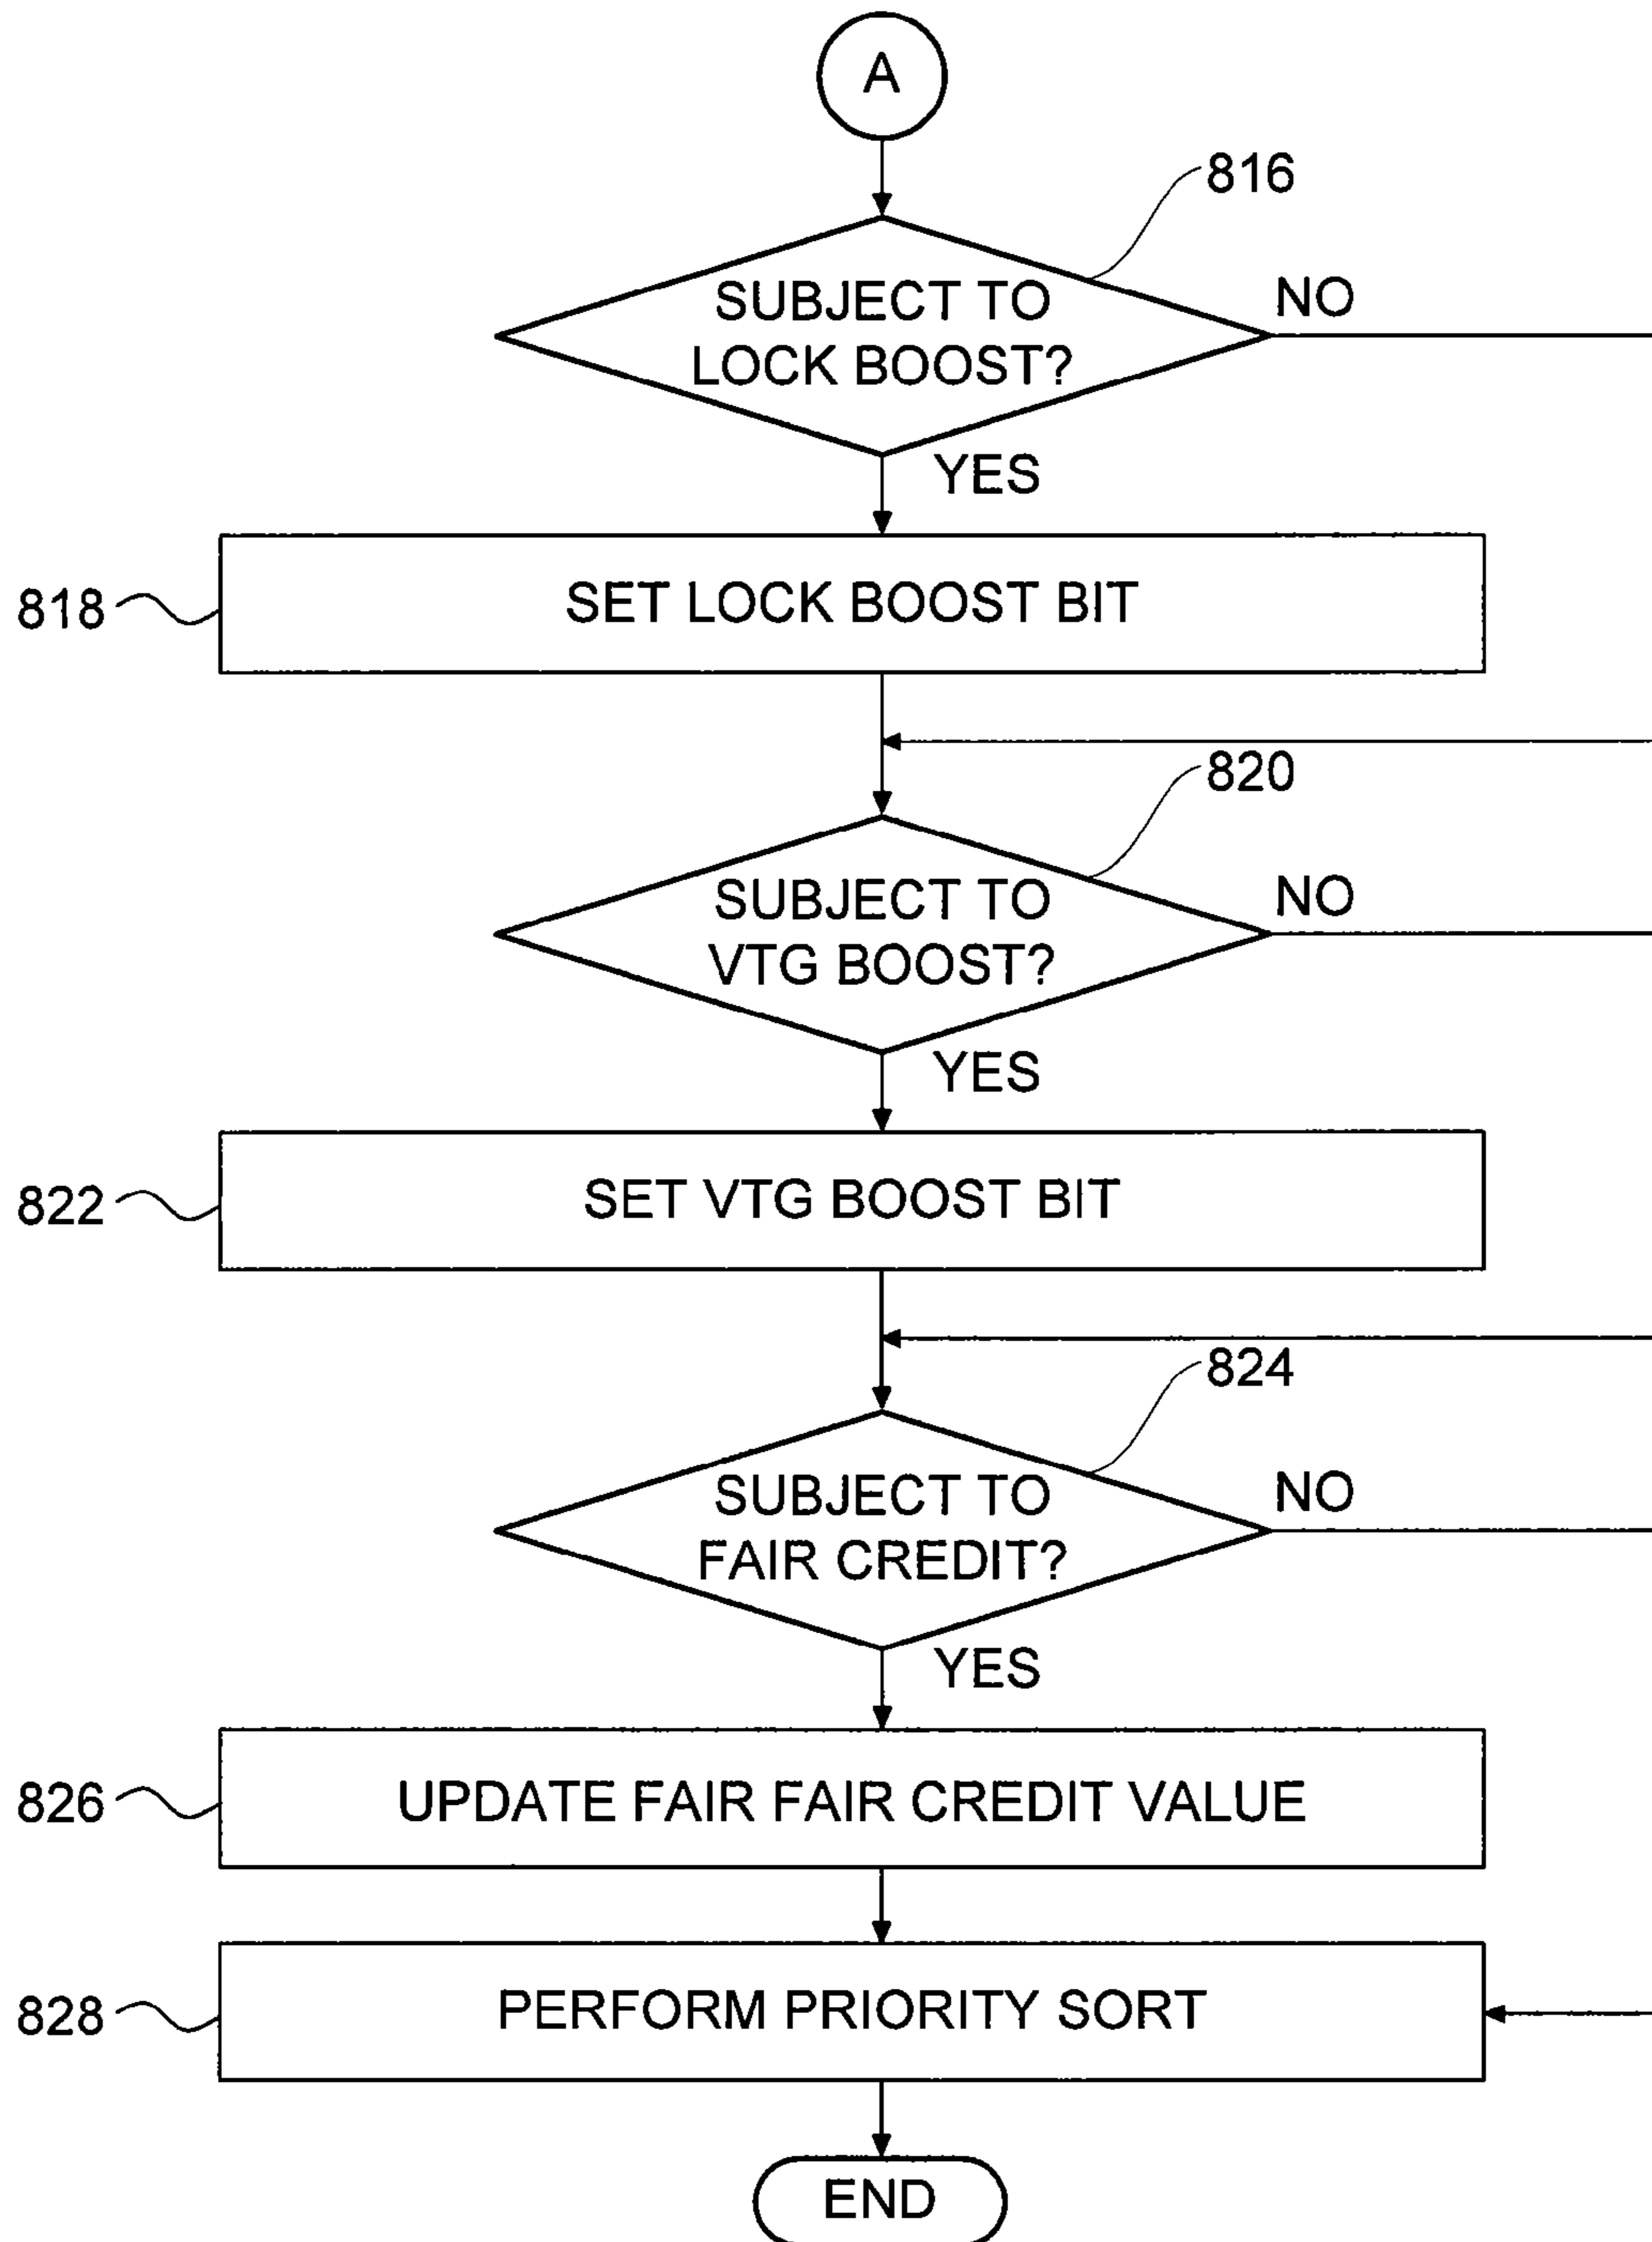 A
816
SUBJECT TO
LOCK BOOST?
NO
YES
818
SET LOCK BOOST BIT
820
SUBJECT TO
VTG BOOST?
NO
YES
822
SET VTG BOOST BIT
824
SUBJECT TO
FAIR CREDIT?
NO
YES
826
UPDATE FAIR FAIR CREDIT VALUE
828
PERFORM PRIORITY SORT
END